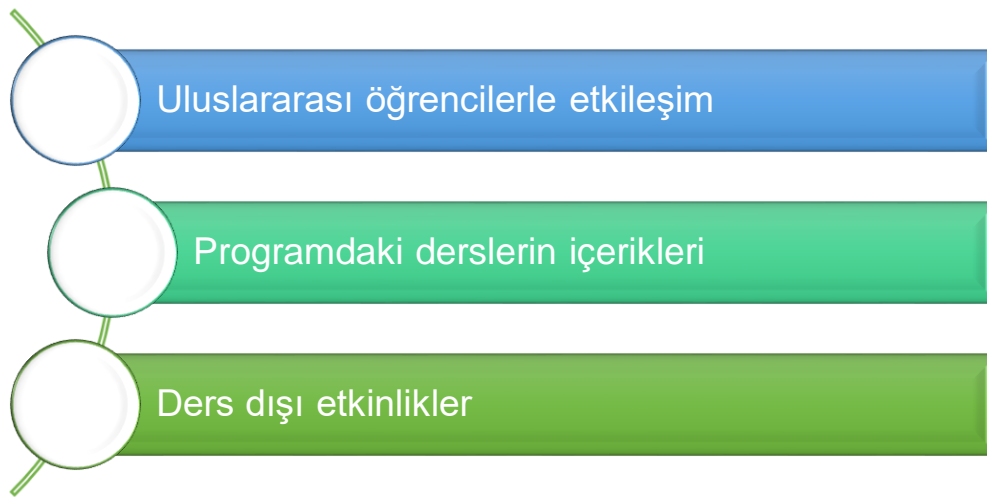 Uluslararası öğrencilerle etkileşim
Programdaki derslerin içerikleri
Ders dışı etkinlikler